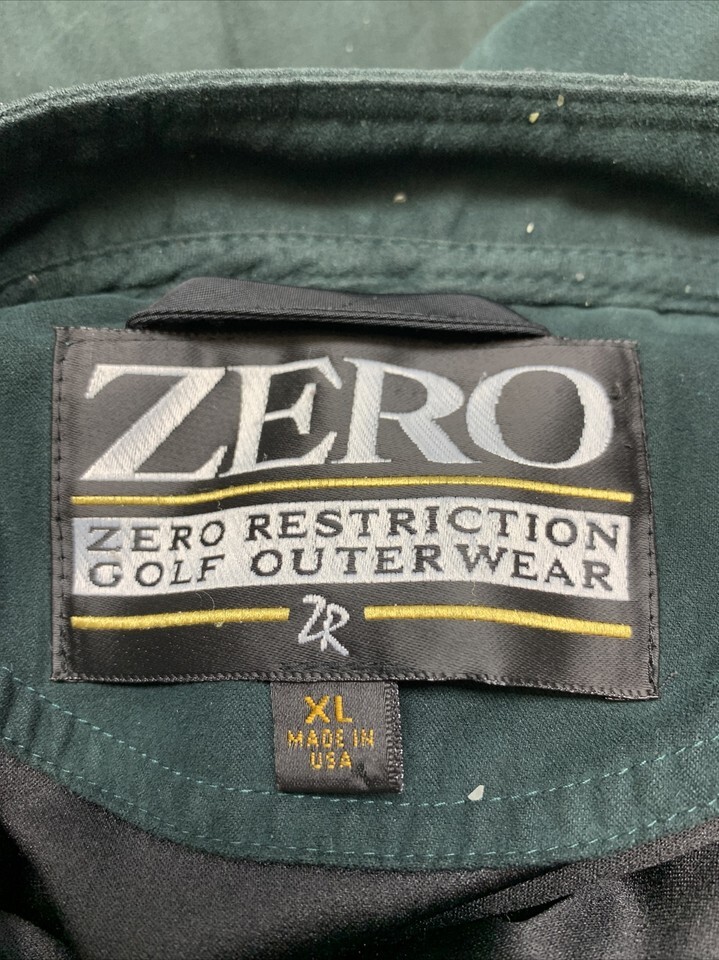 ZERO
ZERO RESTRICTION
GOLF OUTERWEAR
ZR
XL
MADE IN
USA